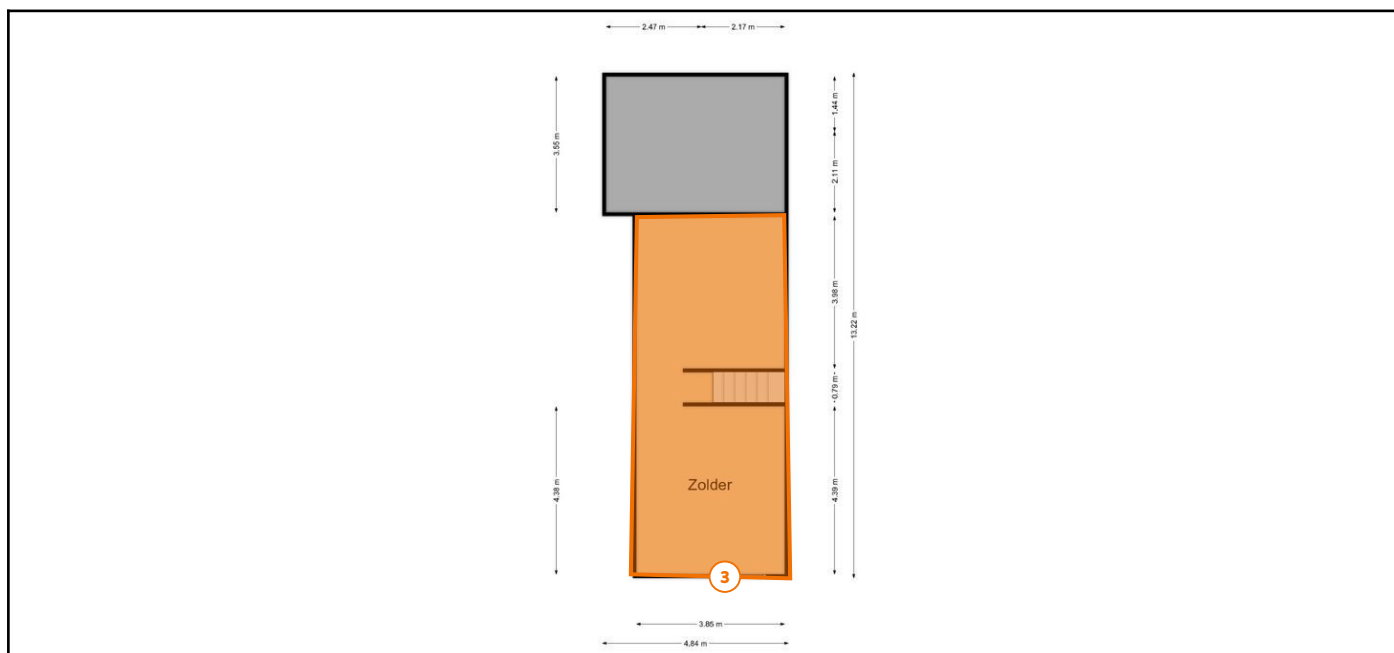 2.47 m
2.17 m
3.55 m
1.44 m
2.11 m
3.98 m
13.22 m
0.79 m
4.38 m
4.39 m
Zolder
3
3.85 m
4.84 m